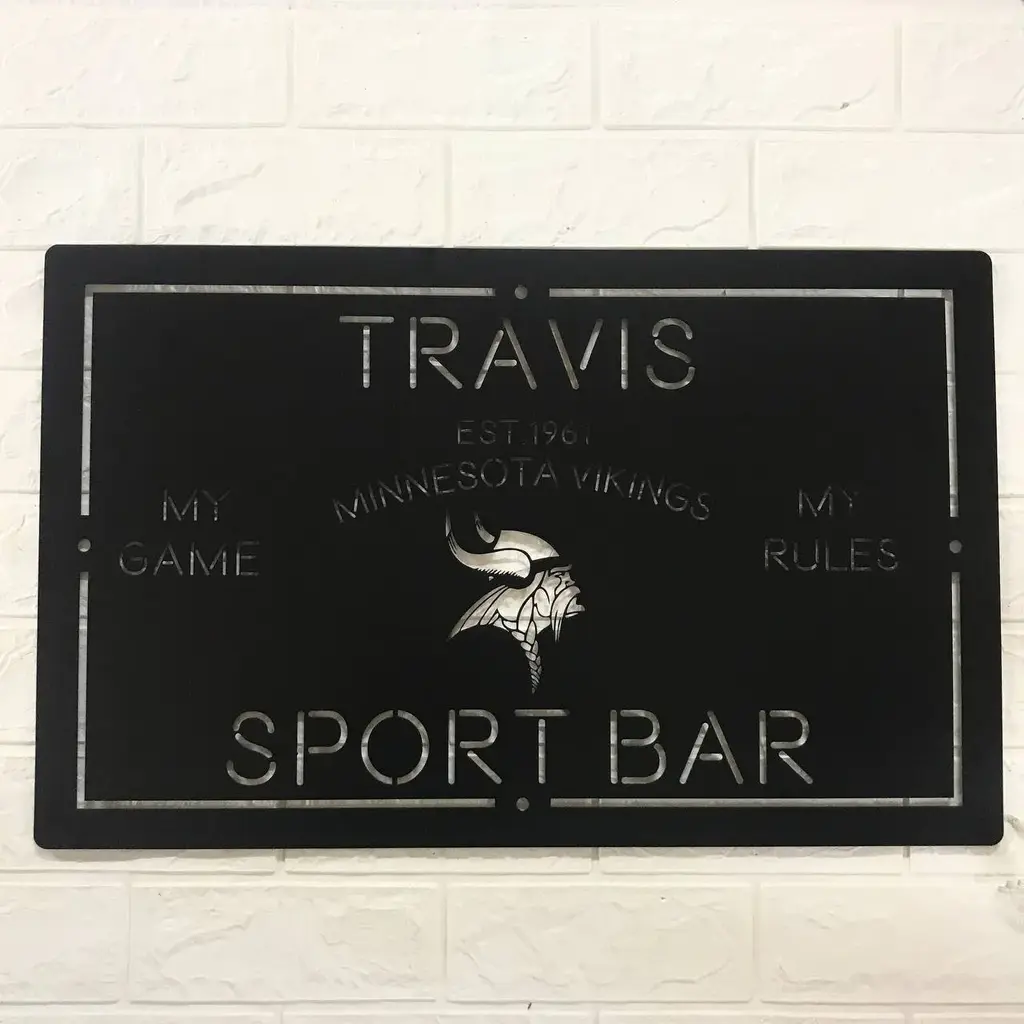 TRAVIS
EST.1961
MINNESOTA VIKINGS
MY
GAME
MY
RULES
SPORT BAR